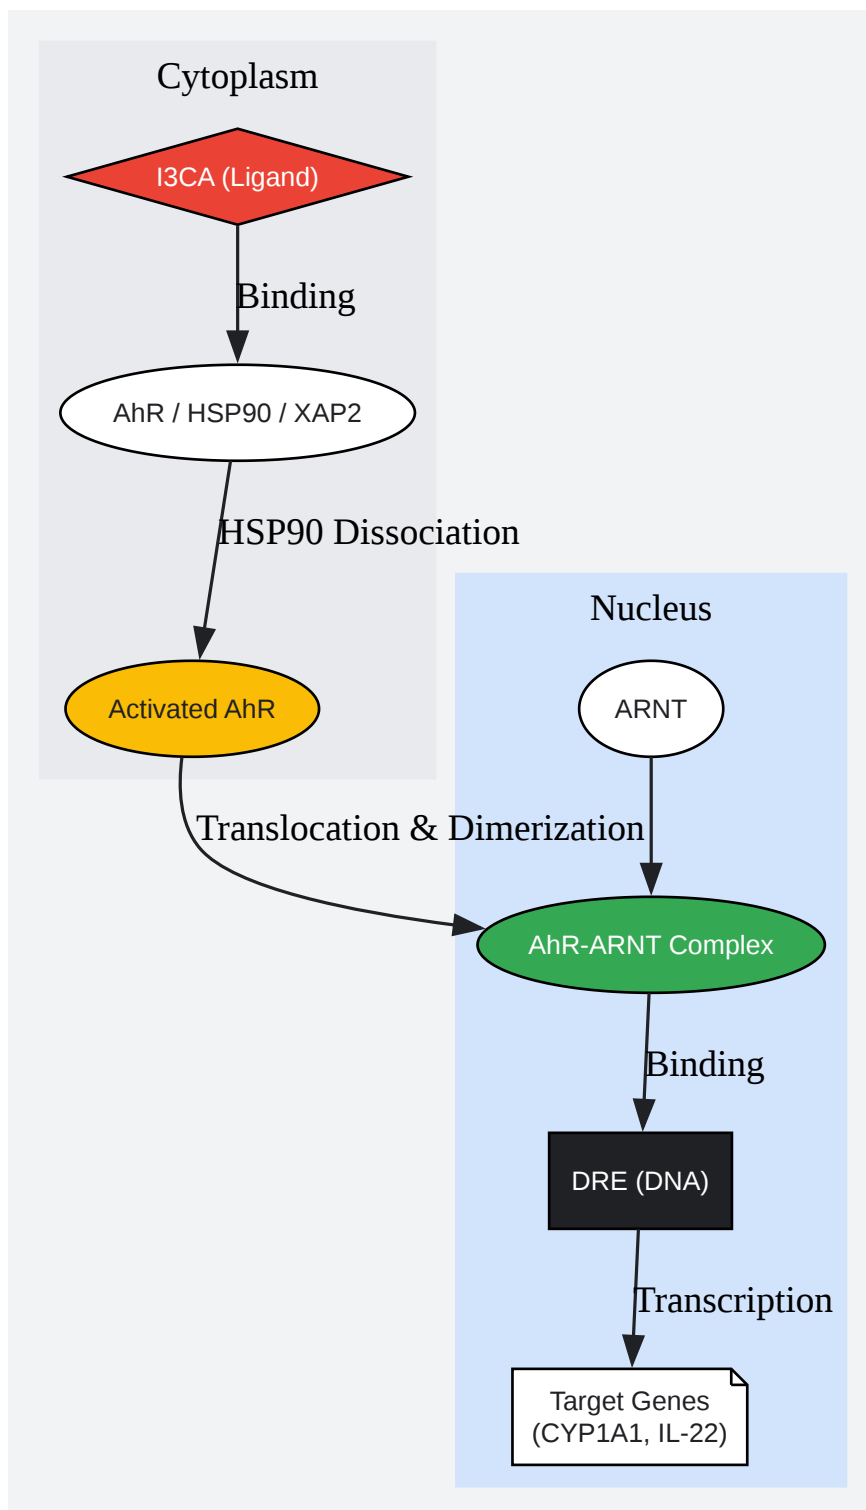 Cytoplasm
I3CA (Ligand)
Binding
AhR / HSP90 / XAP2
HSP90 Dissociation
Activated AhR
Nucleus
ARNT
Translocation & Dimerization
AhR-ARNT Complex
Binding
DRE (DNA)
Transcription
Target Genes
(CYP1A1, IL-22)